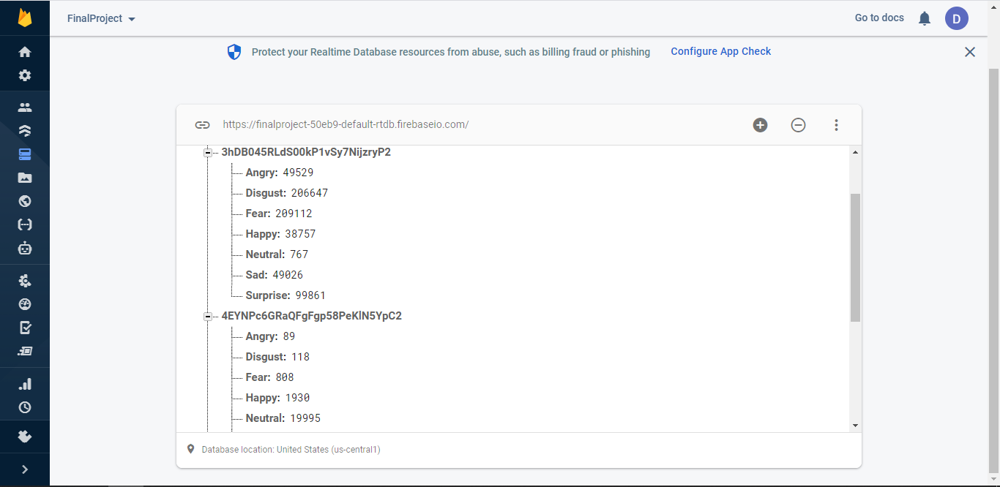 FinalProject
Go to docs
D
Protect your Realtime Database resources from abuse, such as billing fraud or phishing
Configure App Check
https://finalproject-50eb9-default-rtdb.firebaseio.com/
3hDB045RLdS00kP1vSy7NijzryP2
Angry: 49529
Disgust: 206647
Fear: 209112
Happy: 38757
Neutral: 767
Sad: 49026
Surprise: 99861
4EYNPc6GRaQFgFgp58PeKlN5YpC2
Angry: 89
Disgust: 118
Fear: 808
Happy: 1930
Neutral: 19995
Database location: United States (us-central1)